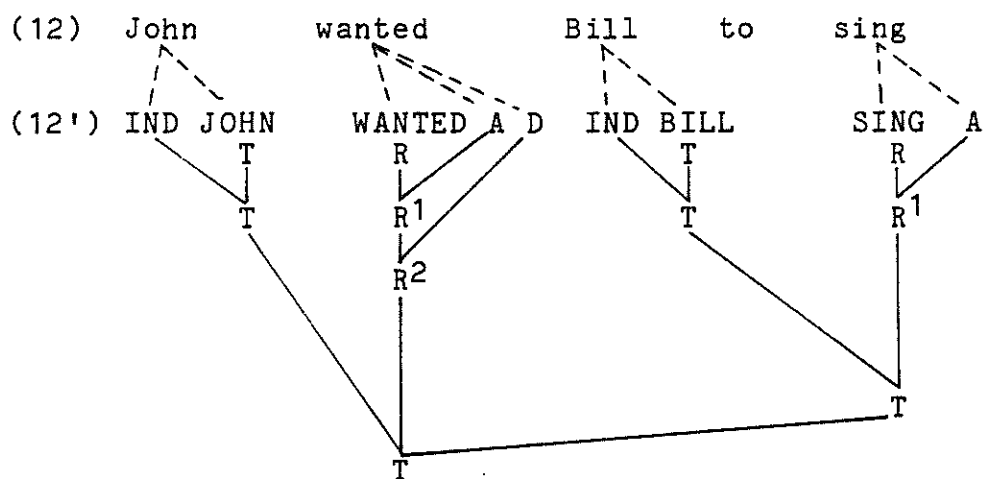 (12) John wanted Bill to sing
(12') IND JOHN WANTED A D IND BILL SING A
T R T R
T R1 T R1
R2
T
T